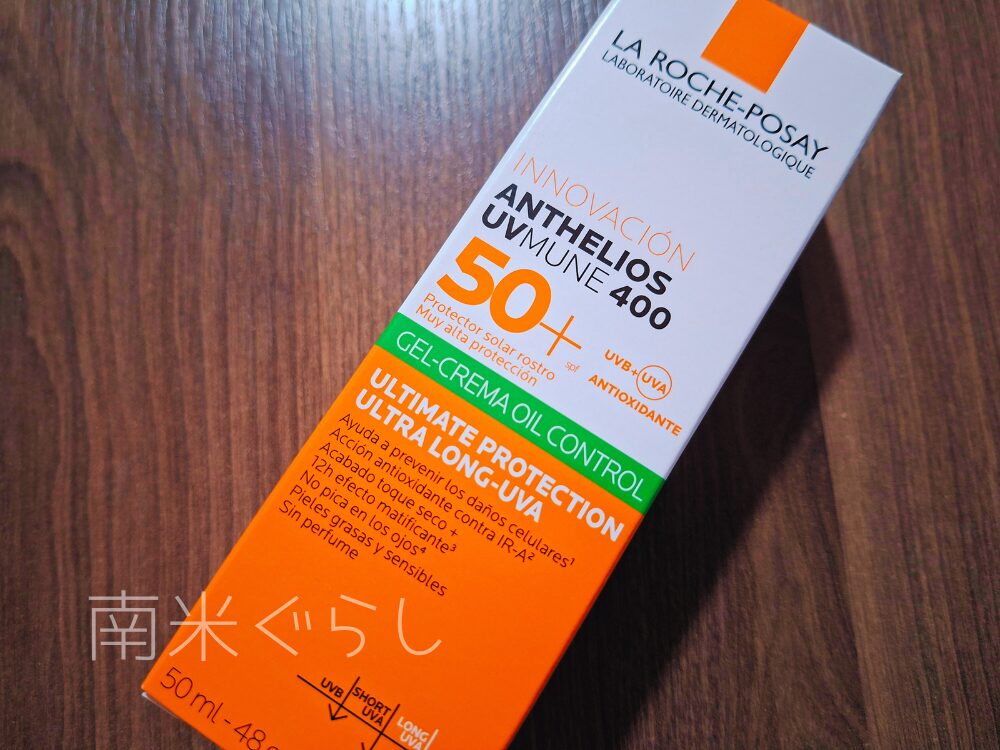 LA ROCHE-POSAY
LABORATOIRE DERMATOLOGIQUE
INNOVACIÓN
ANTHELIOS
UVMUNE 400
50+
spf
Protector solar rostro
Muy alta protección
UVB+UVA
ANTIOXIDANTE
GEL-CREMA OIL CONTROL
ULTIMATE PROTECTION
ULTRA LONG-UVA
Ayuda a prevenir los daños celulares¹
Acción antioxidante contra IR-A²
Acabado toque seco +
12h efecto matificante³
No pica en los ojos⁴
Pieles grasas y sensibles
Sin perfume
南米ぐらし
UVB
SHORT
UVA
LONG
UVA
50 ml - 48 g